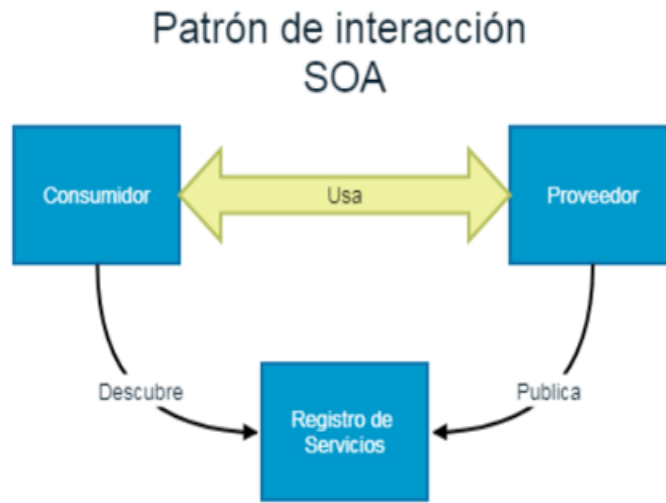 Patrón de interacción
SOA
Consumidor
Usa
Proveedor
Descubre
Publica
Registro de
Servicios